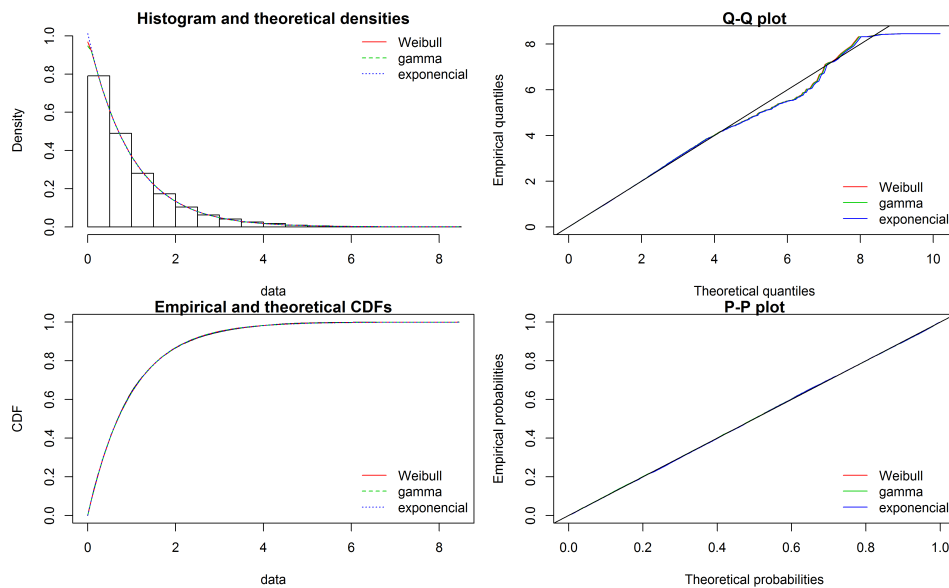 Histogram and theoretical densities
Density
0.0 0.2 0.4 0.6 0.8 1.0
Weibull
gamma
exponencial
0 2 4 6 8
data
Q-Q plot
Empirical quantiles
0 2 4 6 8
Weibull
gamma
exponencial
0 2 4 6 8 10
Theoretical quantiles
Empirical and theoretical CDFs
CDF
0.0 0.2 0.4 0.6 0.8 1.0
Weibull
gamma
exponencial
0 2 4 6 8
data
P-P plot
Empirical probabilities
0.0 0.2 0.4 0.6 0.8 1.0
Weibull
gamma
exponencial
0.0 0.2 0.4 0.6 0.8 1.0
Theoretical probabilities